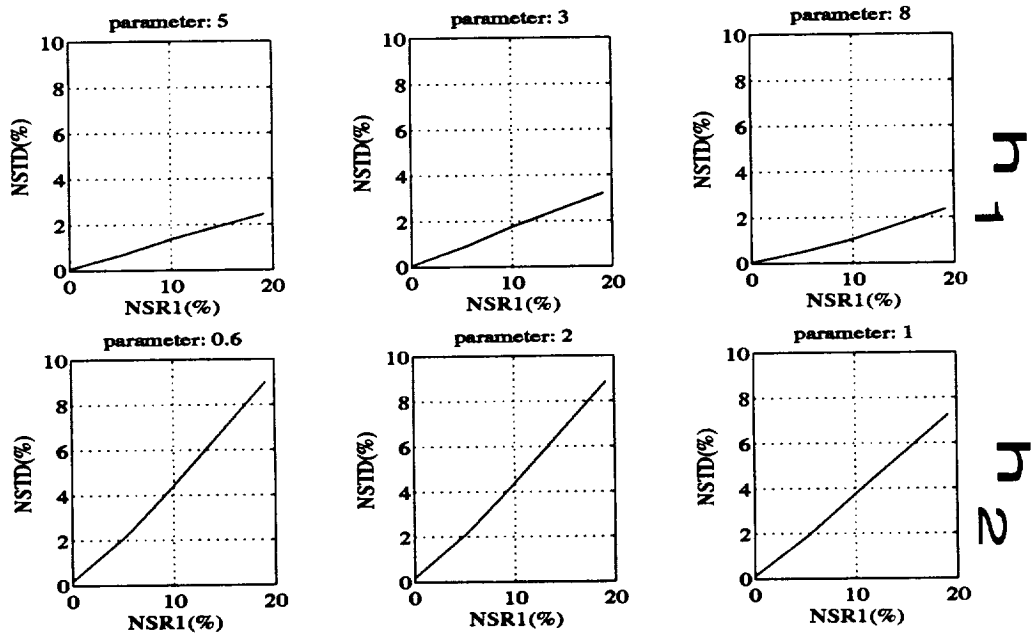 parameter: 5
10
8
6
4
2
0
NSTD(%)
0 10 20
NSR1(%)
parameter: 3
10
8
6
4
2
0
NSTD(%)
0 10 20
NSR1(%)
parameter: 8
10
8
6
4
2
0
NSTD(%)
0 10 20
NSR1(%)
h 1
parameter: 0.6
10
8
6
4
2
0
NSTD(%)
0 10 20
NSR1(%)
parameter: 2
10
8
6
4
2
0
NSTD(%)
0 10 20
NSR1(%)
parameter: 1
10
8
6
4
2
0
NSTD(%)
0 10 20
NSR1(%)
h 2